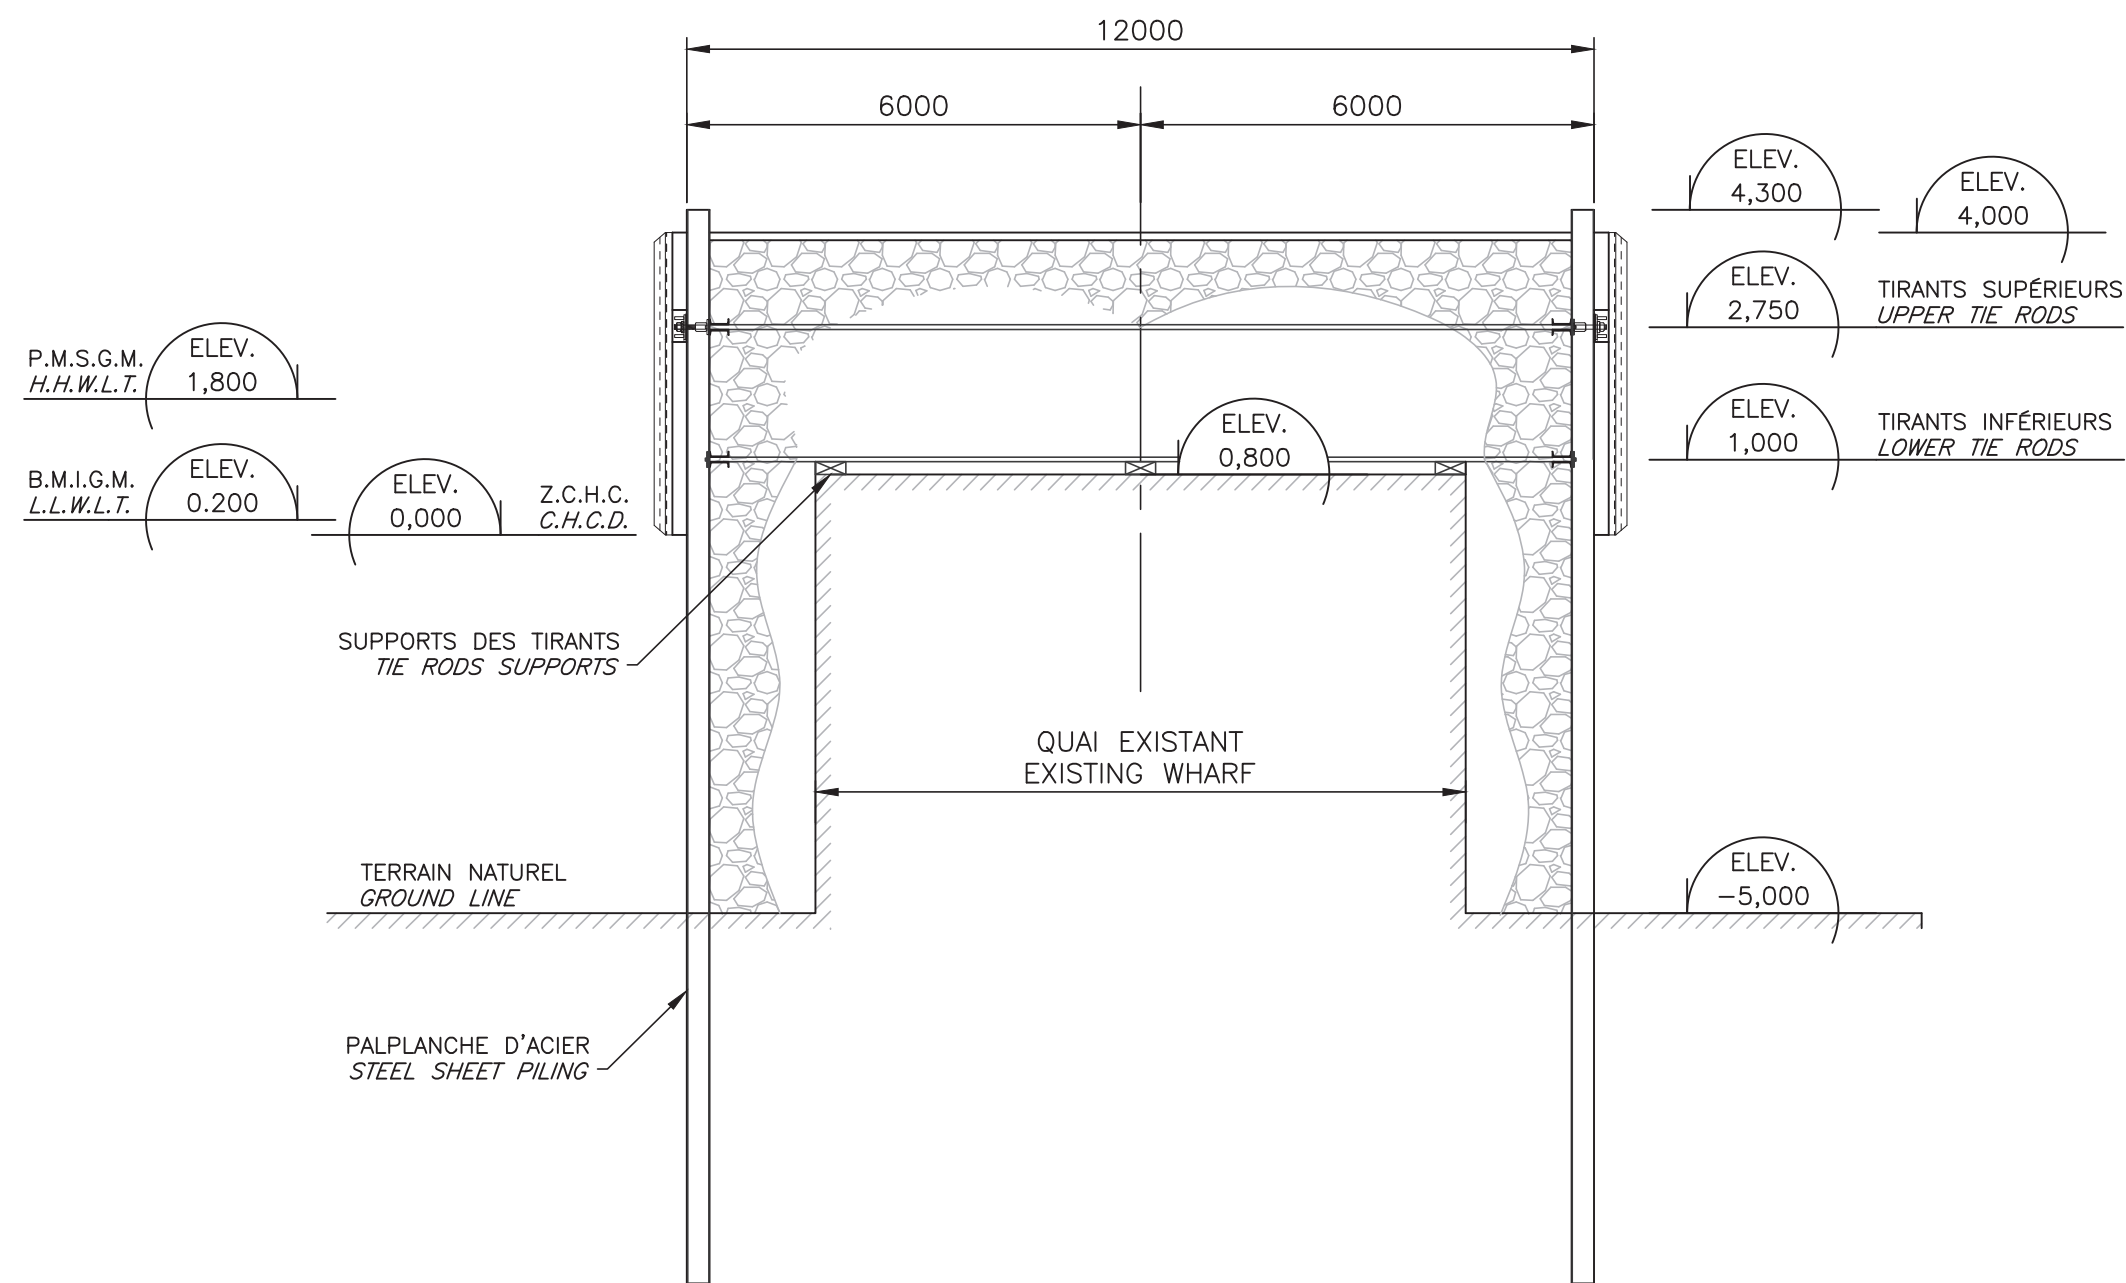 12000
6000
6000
ELEV.
4,300
ELEV.
4,000
ELEV.
2,750
TIRANTS SUPÉRIEURS
UPPER TIE RODS
P.M.S.G.M.
H.H.W.L.T.
ELEV.
1,800
ELEV.
0,800
ELEV.
1,000
TIRANTS INFÉRIEURS
LOWER TIE RODS
B.M.I.G.M.
L.L.W.L.T.
ELEV.
0.200
ELEV.
0,000
Z.C.H.C.
C.H.C.D.
SUPPORTS DES TIRANTS
TIE RODS SUPPORTS
QUAI EXISTANT
EXISTING WHARF
TERRAIN NATUREL
GROUND LINE
ELEV.
-5,000
PALPLANCHE D'ACIER
STEEL SHEET PILING